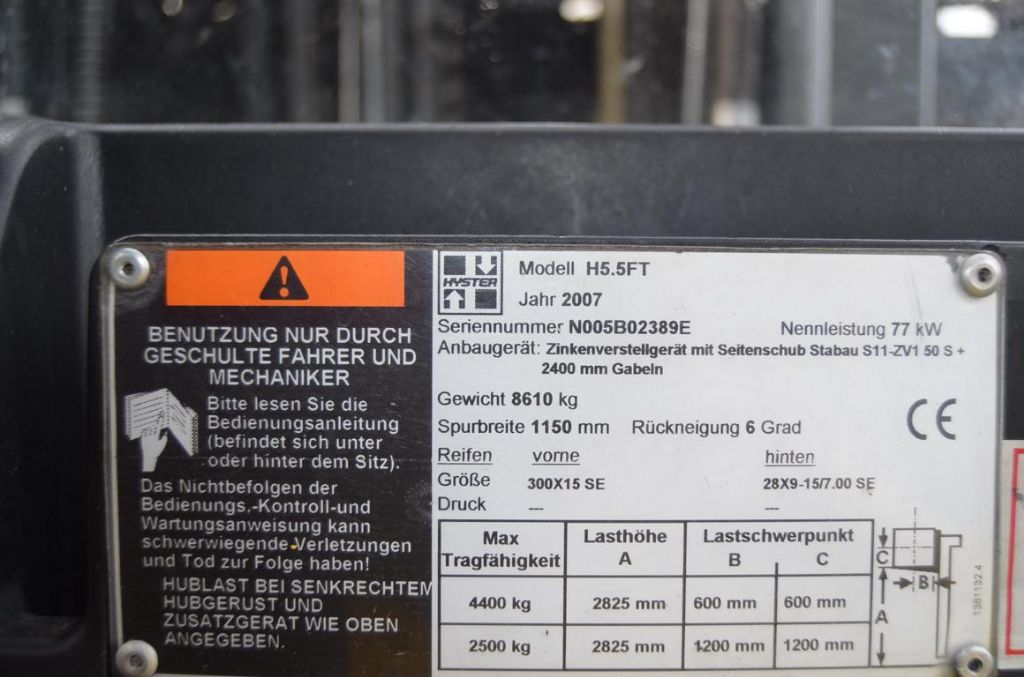 BENUTZUNG NUR DURCH
GESCHULTE FAHRER UND
MECHANIKER
Bitte lesen Sie die
Bedienungsanleitung
(befindet sich unter
oder hinter dem Sitz).
Das Nichtbefolgen der
Bedienungs,-Kontroll-und
Wartungsanweisung kann
schwerwiegende Verletzungen
und Tod zur Folge haben!
HUBLAST BEI SENKRECHTEM
HUBGERUST UND
ZUSATZGERAT WIE OBEN
ANGEGEBEN.
HYSTER
Modell H5.5FT
Jahr 2007
Seriennummer N005B02389E Nennleistung 77 kW
Anbaugerät: Zinkenverstellgerät mit Seitenschub Stabau S11-ZV1 50 S +
2400 mm Gabeln
Gewicht 8610 kg
Spurbreite 1150 mm Rückneigung 6 Grad
CE
Reifen vorne hinten
Größe 300X15 SE 28X9-15/7.00 SE
Druck --- ---
Max Tragfähigkeit Lasthöhe A Lastschwerpunkt B C
4400 kg 2825 mm 600 mm 600 mm
2500 kg 2825 mm 1200 mm 1200 mm
C
B
A
1381132.4